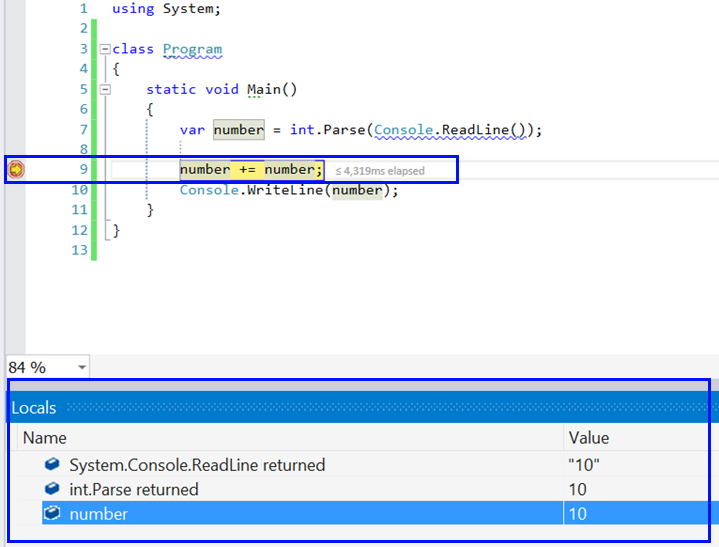 1 using System;
2
3 class Program
4 {
5 static void Main()
6 {
7 var number = int.Parse(Console.ReadLine());
8
9 number += number; ≤ 4,319ms elapsed
10 Console.WriteLine(number);
11 }
12 }
13
84 %
Locals
Name Value
System.Console.ReadLine returned "10"
int.Parse returned 10
number 10